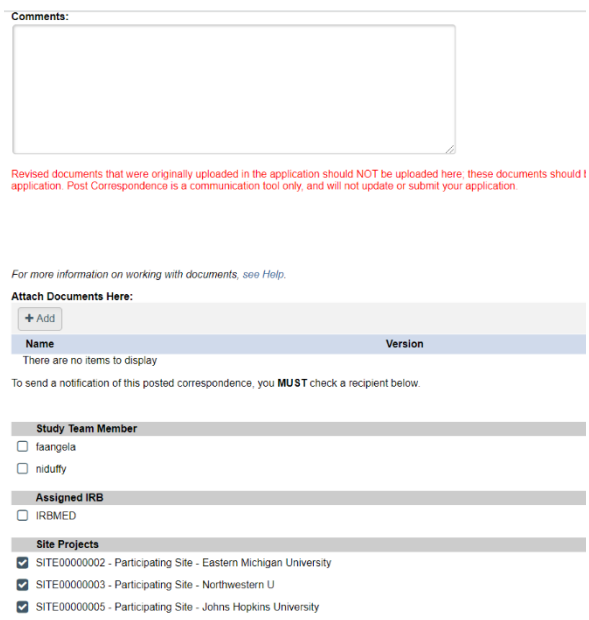 Comments:
Revised documents that were originally uploaded in the application should NOT be uploaded here; these documents should
application. Post Correspondence is a communication tool only, and will not update or submit your application.
For more information on working with documents, see Help.
Attach Documents Here:
+ Add
Name Version
There are no items to display
To send a notification of this posted correspondence, you MUST check a recipient below.
Study Team Member
faangela
niduffy
Assigned IRB
IRBMED
Site Projects
SITE00000002 - Participating Site - Eastern Michigan University
SITE00000003 - Participating Site - Northwestern U
SITE00000005 - Participating Site - Johns Hopkins University